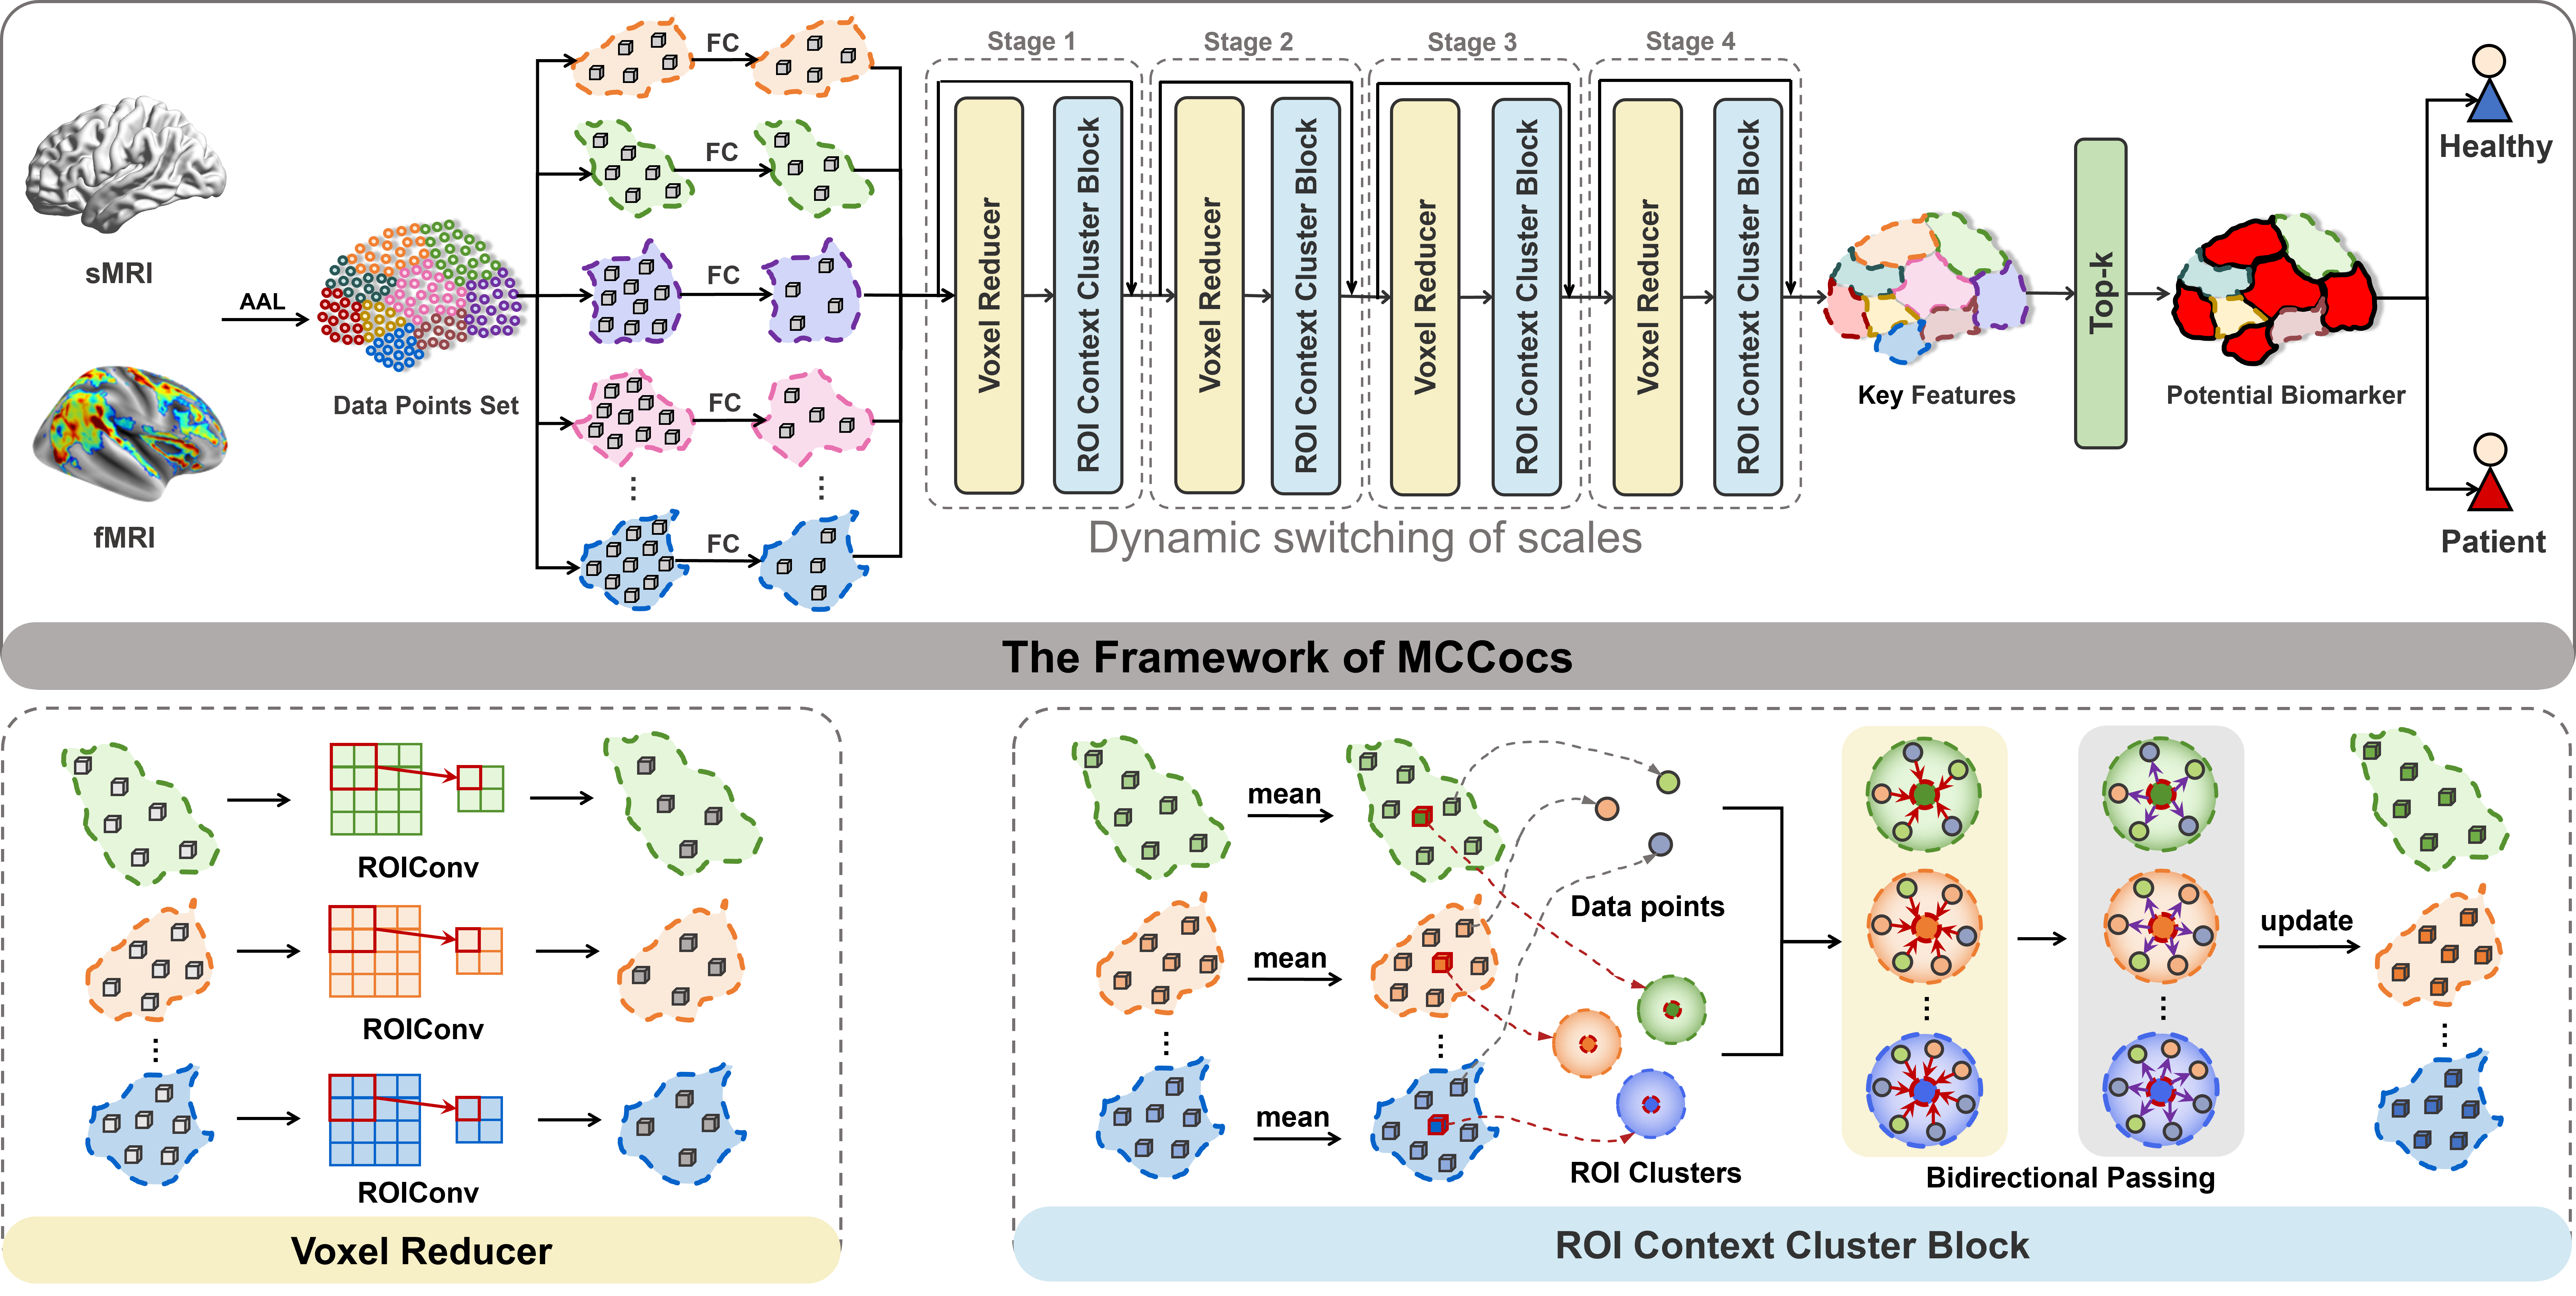 sMRI
fMRI
AAL
Data Points Set
FC
FC
FC
FC
FC
Stage 1
Stage 2
Stage 3
Stage 4
Voxel Reducer
ROI Context Cluster Block
Voxel Reducer
ROI Context Cluster Block
Voxel Reducer
ROI Context Cluster Block
Voxel Reducer
ROI Context Cluster Block
Dynamic switching of scales
Key Features
Top-k
Potential Biomarker
Healthy
Patient
The Framework of MCCocs
ROIConv
ROIConv
ROIConv
Voxel Reducer
mean
mean
mean
Data points
ROI Clusters
Bidirectional Passing
update
ROI Context Cluster Block